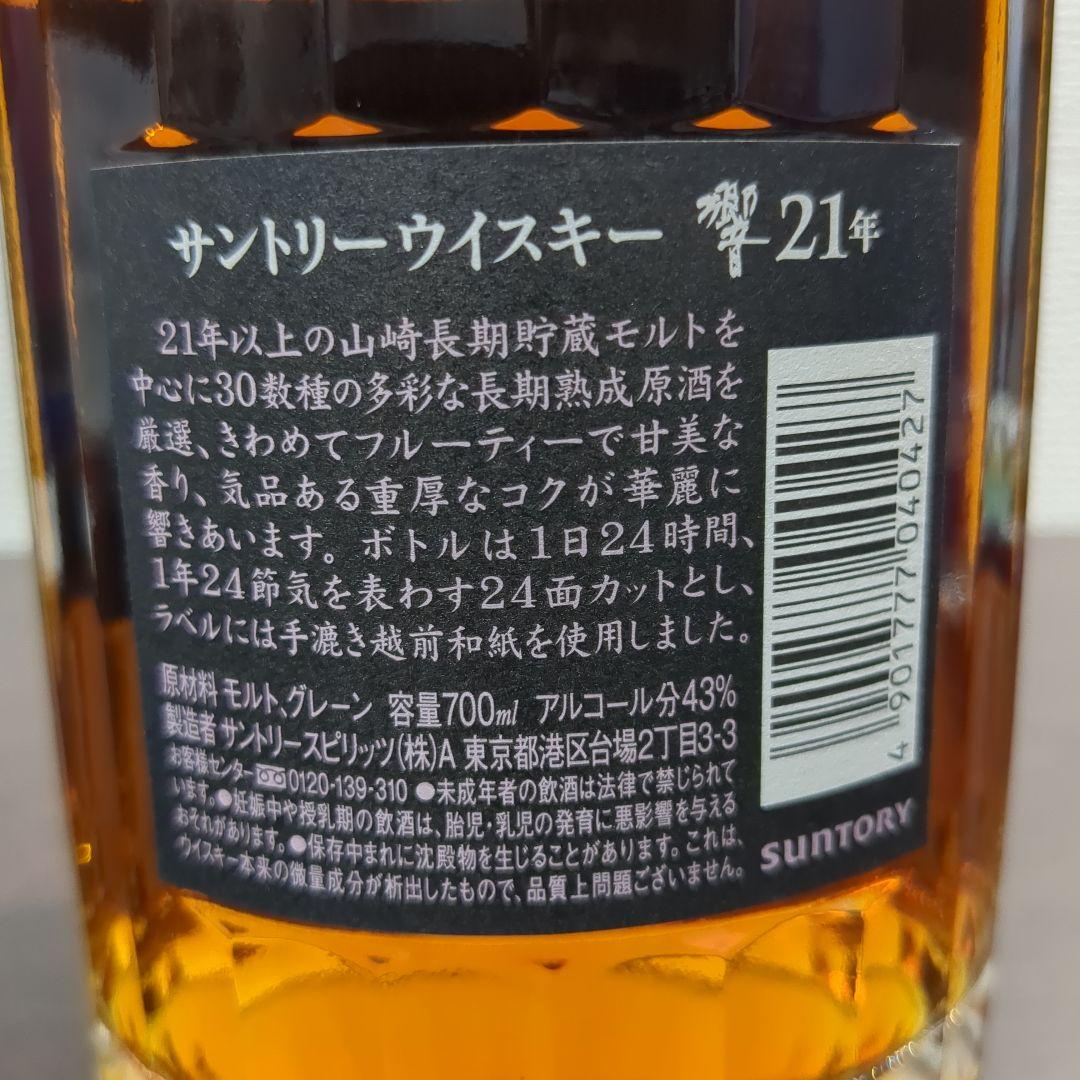 サントリーウイスキー 響 21年
21年以上の山崎長期貯蔵モルトを
中心に30数種の多彩な長期熟成原酒を
厳選、きわめてフルーティーで甘美な
香り、気品ある重厚なコクが華麗に
響きあいます。ボトルは1日24時間、
1年24節気を表わす24面カットとし、
ラベルには手漉き越前和紙を使用しました。
原材料 モルト、グレーン 容量700ml アルコール分43%
製造者 サントリースピリッツ(株)A 東京都港区台場2丁目3-3
お客様センター 0120-139-310 ●未成年者の飲酒は法律で禁じられて
います。●妊娠中や授乳期の飲酒は、胎児・乳児の発育に悪影響を与える
おそれがあります。●保存中まれに沈殿物を生じることがあります。これは、
ウイスキー本来の微量成分が析出したもので、品質上問題ございません。
4 901777 040427
SUNTORY